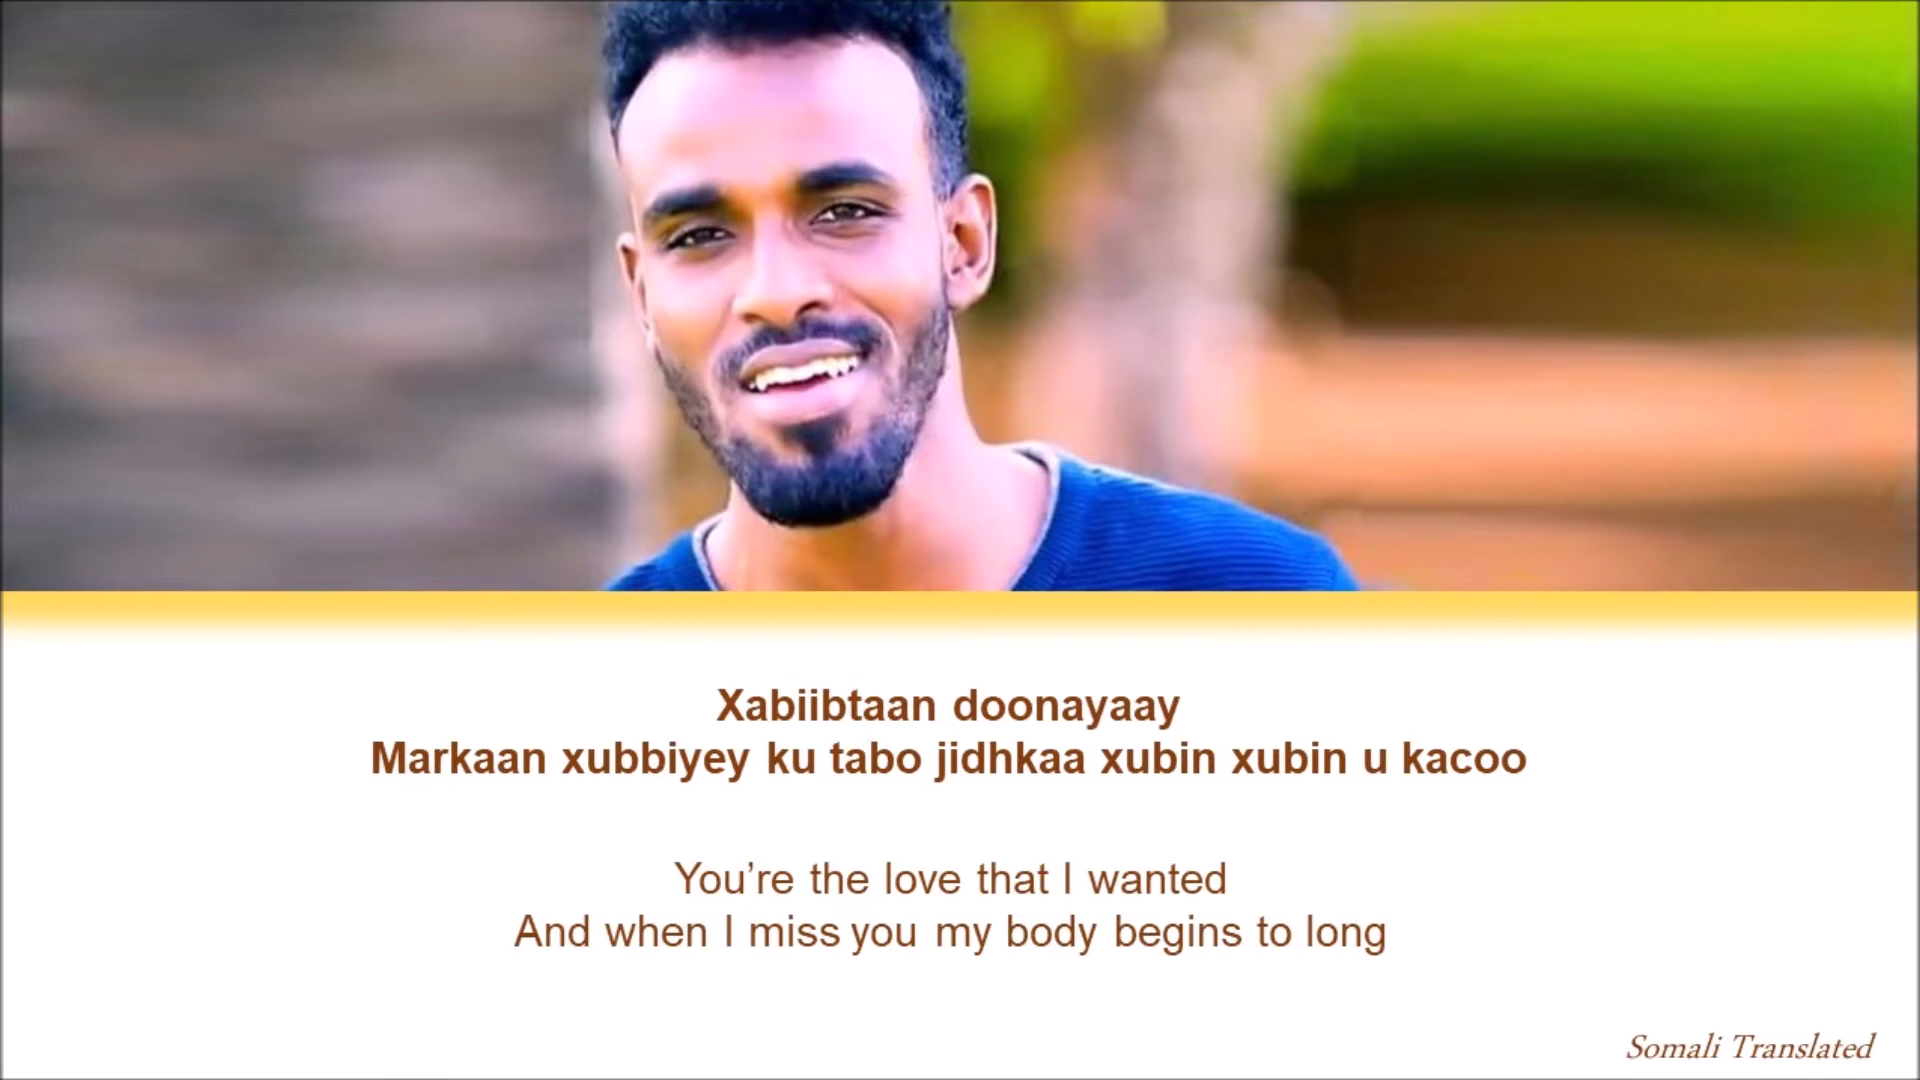 Xabiibtaan doonayaay
Markaan xubbiyey ku tabo jidhkaa xubin xubin u kacoo
You’re the love that I wanted
And when I miss you my body begins to long
Somali Translated